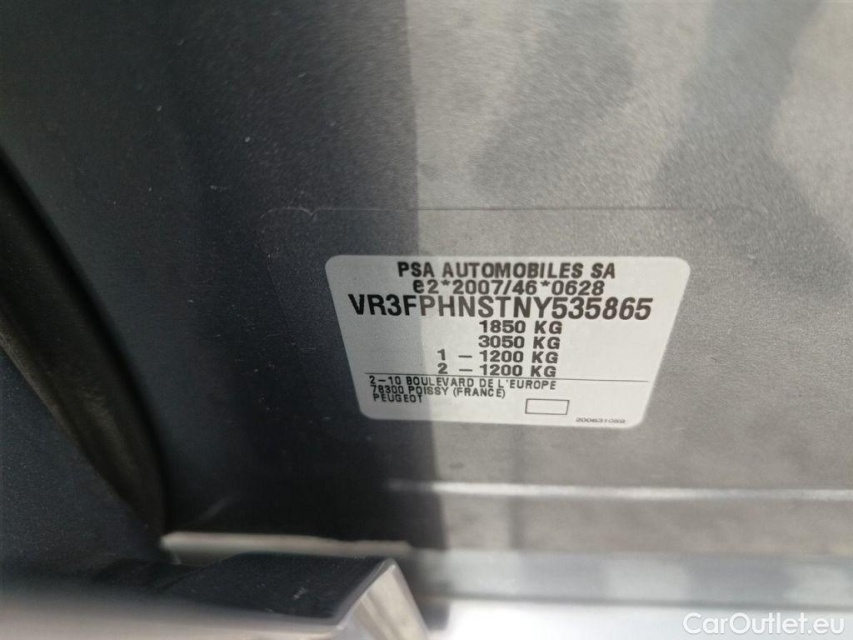 PSA AUTOMOBILES SA
e2*2007/46*0628
VR3FPHNSTNY535865
1850 KG
3050 KG
1 - 1200 KG
2 - 1200 KG
2-10 BOULEVARD DE L'EUROPE
78300 POISSY (FRANCE)
PEUGEOT
CarOutlet.eu